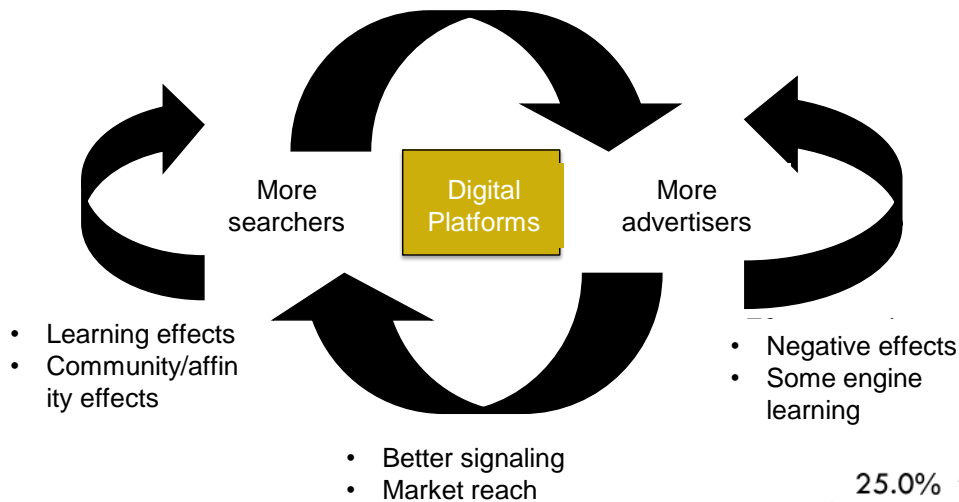 More
searchers
Digital
Platforms
More
advertisers
• Learning effects
• Community/affin
ity effects
• Negative effects
• Some engine
learning
• Better signaling
• Market reach
25.0%